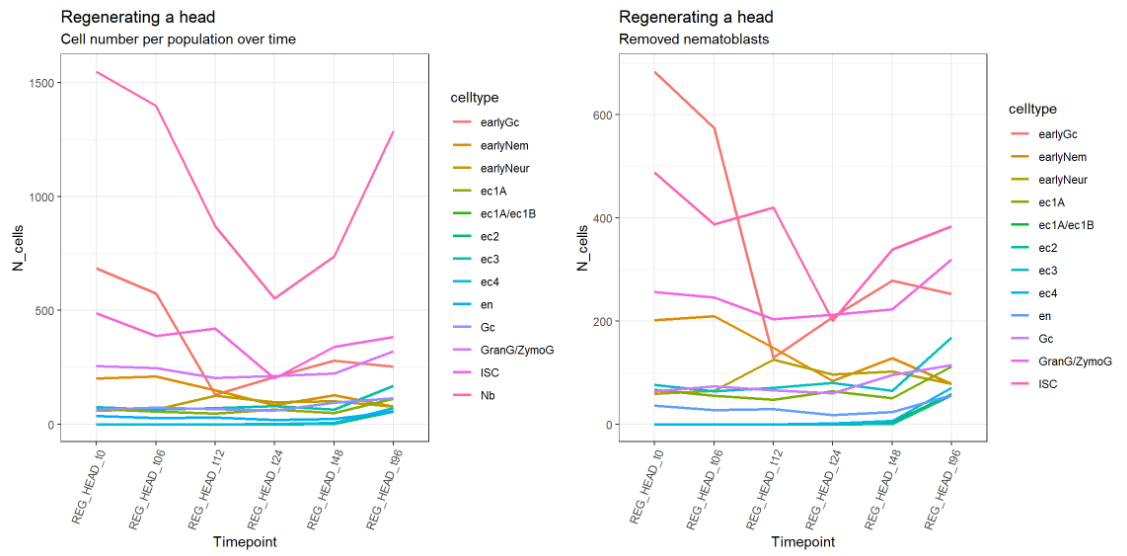 Regenerating a head
Cell number per population over time
1500
1000
500
0
N_cells
REG_HEAD_t0
REG_HEAD_t06
REG_HEAD_t12
REG_HEAD_t24
REG_HEAD_t48
REG_HEAD_t96
Timepoint
celltype
earlyGc
earlyNem
earlyNeur
ec1A
ec1A/ec1B
ec2
ec3
ec4
en
Gc
GranG/ZymoG
ISC
Nb
Regenerating a head
Removed nematoblasts
600
400
200
0
N_cells
REG_HEAD_t0
REG_HEAD_t06
REG_HEAD_t12
REG_HEAD_t24
REG_HEAD_t48
REG_HEAD_t96
Timepoint
celltype
earlyGc
earlyNem
earlyNeur
ec1A
ec1A/ec1B
ec2
ec3
ec4
en
Gc
GranG/ZymoG
ISC